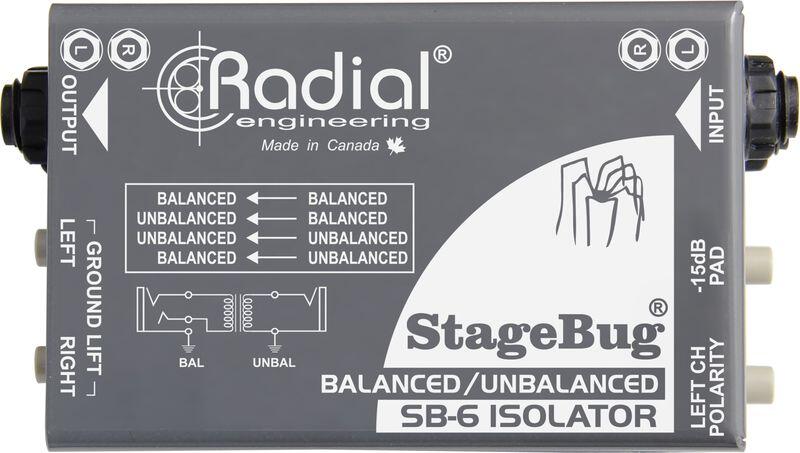 L R
OUTPUT
Radial®
engineering
Made in Canada
R L
INPUT
BALANCED ← BALANCED
UNBALANCED ← BALANCED
UNBALANCED ← UNBALANCED
BALANCED ← UNBALANCED
BAL UNBAL
LEFT
GROUND LIFT
RIGHT
-15dB
PAD
LEFT CH
POLARITY
StageBug®
BALANCED/UNBALANCED
SB-6 ISOLATOR